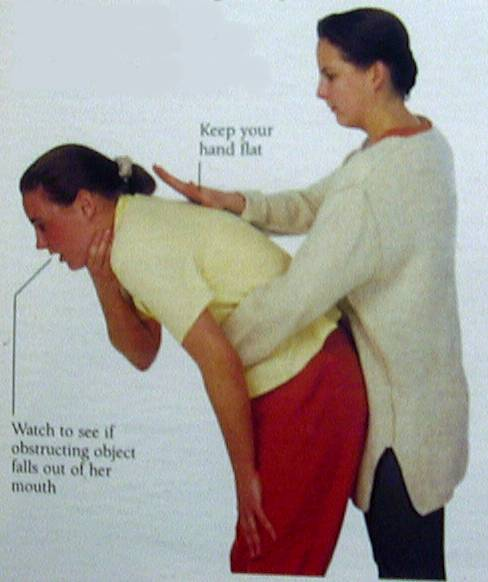 Keep your
hand flat
Watch to see if
obstructing object
falls out of her
mouth